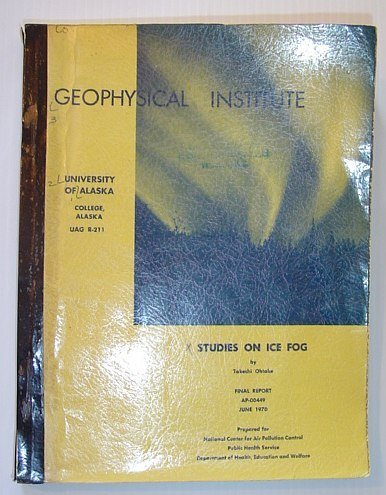 GEOPHYSICAL INSTITUTE
UNIVERSITY
OF ALASKA
COLLEGE,
ALASKA
UAG R-211
STUDIES ON ICE FOG
by
Takeshi Ohtake
FINAL REPORT
AP-00449
JUNE 1970
Prepared for
National Center for Air Pollution Control
Public Health Service
Department of Health, Education and Welfare